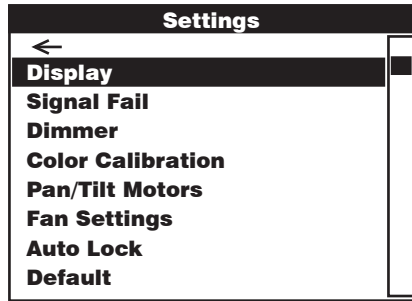 Settings
←
Display
Signal Fail
Dimmer
Color Calibration
Pan/Tilt Motors
Fan Settings
Auto Lock
Default